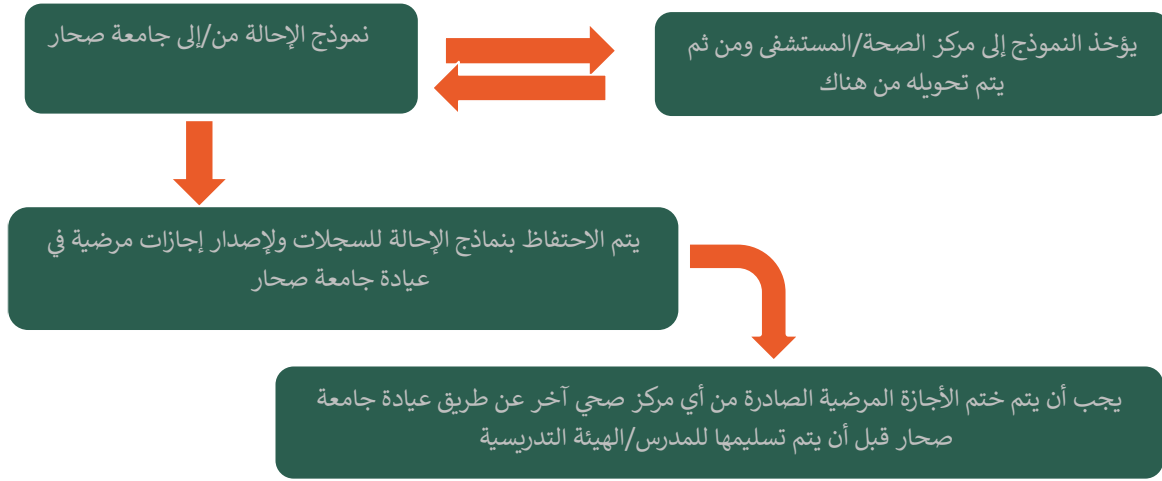 نموذج الإحالة من/إلى جامعة صحار
يؤخذ النموذج إلى مركز الصحة/المستشفى ومن ثم
يتم تحويله من هناك
يتم الاحتفاظ بنماذج الإحالة للسجلات ولإصدار إجازات مرضية في
عيادة جامعة صحار
يجب أن يتم ختم الأجازة المرضية الصادرة من أي مركز صحي آخر عن طريق عيادة جامعة
صحار قبل أن يتم تسليمها للمدرس/الهيئة التدريسية